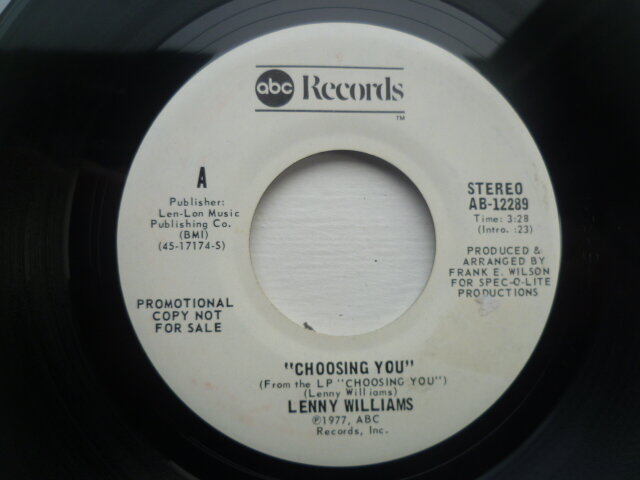 abc Records
TM
A
Publisher:
Len-Lon Music
Publishing Co.
(BMI)
(45-17174-S)
PROMOTIONAL
COPY NOT
FOR SALE
STEREO
AB-12289
Time: 3:28
(Intro. :23)
PRODUCED &
ARRANGED BY
FRANK E. WILSON
FOR SPEC-O-LITE
PRODUCTIONS
"CHOOSING YOU"
(From the LP "CHOOSING YOU")
(Lenny Williams)
LENNY WILLIAMS
℗1977, ABC
Records, Inc.